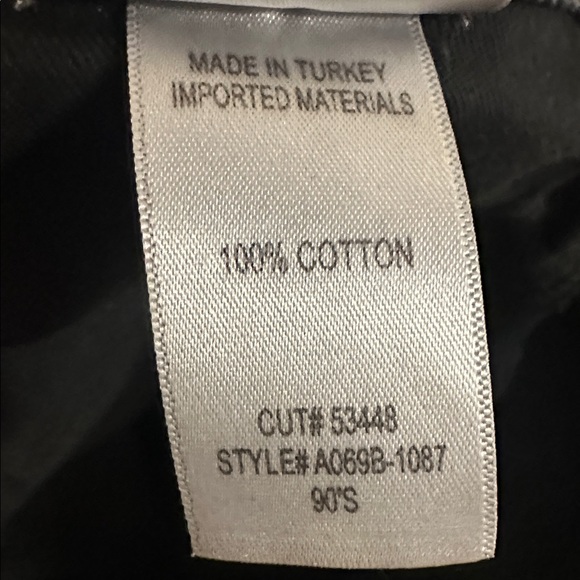 MADE IN TURKEY
IMPORTED MATERIALS
100% COTTON
CUT# 53448
STYLE# A069B-1087
90'S